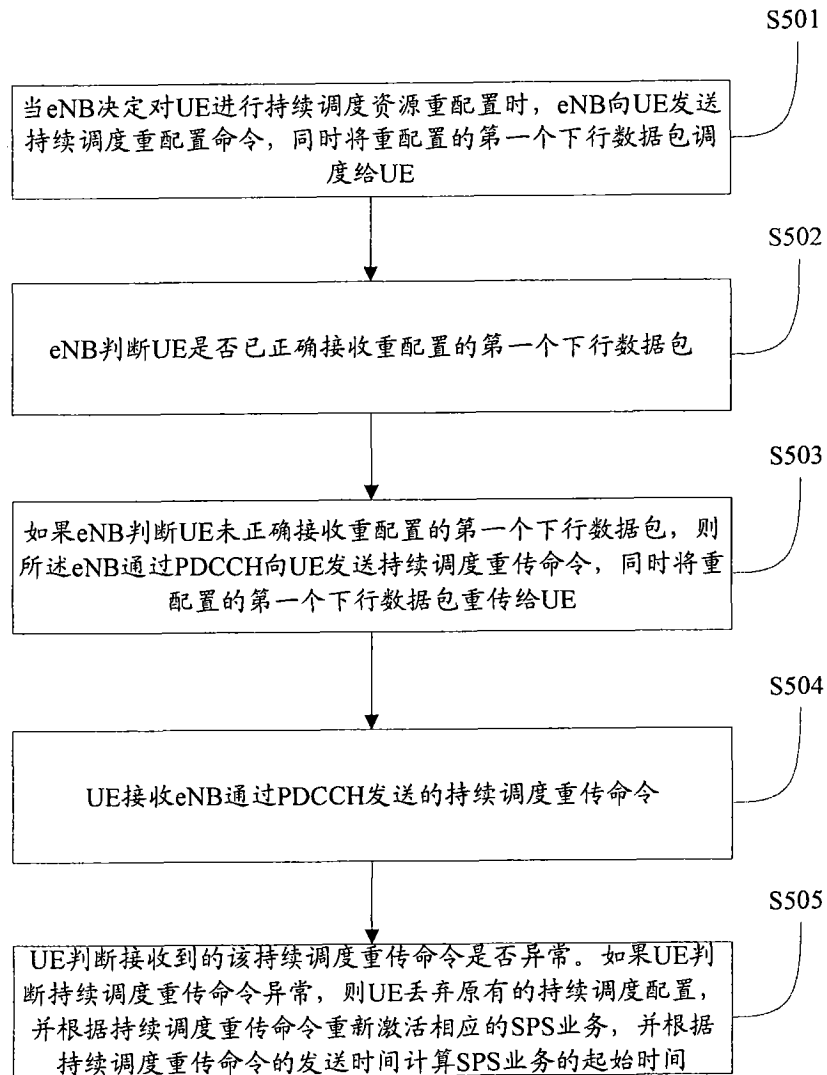 S501
当eNB决定对UE进行持续调度资源重配置时，eNB向UE发送
持续调度重配置命令，同时将重配置的第一个下行数据包调
度给UE
S502
eNB判断UE是否已正确接收重配置的第一个下行数据包
S503
如果eNB判断UE未正确接收重配置的第一个下行数据包，则
所述eNB通过PDCCH向UE发送持续调度重传命令，同时将重
配置的第一个下行数据包重传给UE
S504
UE接收eNB通过PDCCH发送的持续调度重传命令
S505
UE判断接收到的该持续调度重传命令是否异常。如果UE判
断持续调度重传命令异常，则UE丢弃原有的持续调度配置，
并根据持续调度重传命令重新激活相应的SPS业务，并根据
持续调度重传命令的发送时间计算SPS业务的起始时间